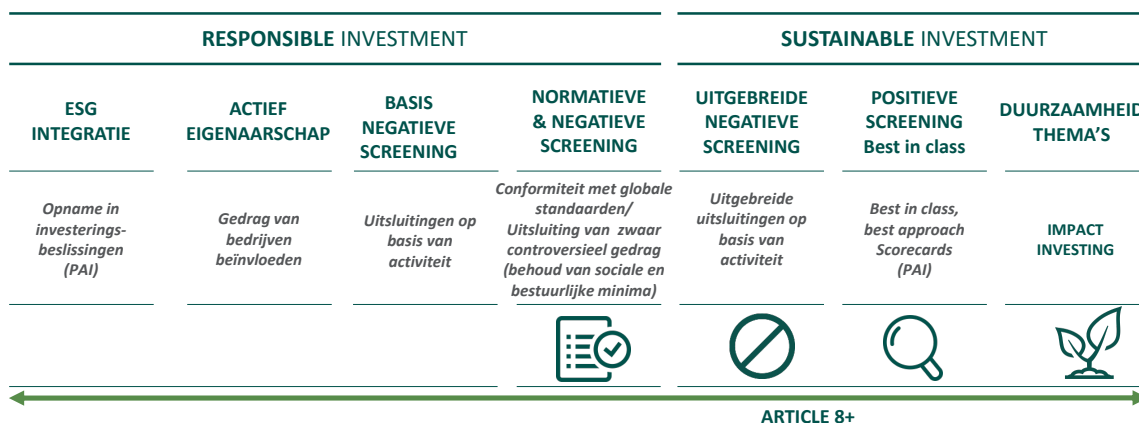 RESPONSIBLE INVESTMENT
SUSTAINABLE INVESTMENT
ESG
INTEGRATIE
ACTIEF
EIGENAARSCHAP
BASIS
NEGATIEVE
SCREENING
NORMATIEVE
& NEGATIEVE
SCREENING
UITGEBREIDE
NEGATIEVE
SCREENING
POSITIEVE
SCREENING
Best in class
DUURZAAMHEID
THEMA'S
Opname in
investerings-
beslissingen
(PAI)
Gedrag van
bedrijven
beïnvloeden
Uitsluitingen op
basis van
activiteit
Conformiteit met globale
standaarden/
Uitsluiting van zwaar
controversieel gedrag
(behoud van sociale en
bestuurlijke minima)
Uitgebreide
uitsluitingen op
basis van
activiteit
Best in class,
best approach
Scorecards
(PAI)
IMPACT
INVESTING
ARTICLE 8+